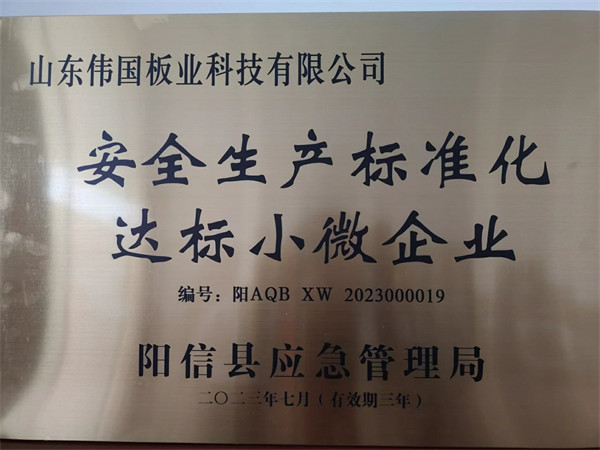 山东伟国板业科技有限公司
安全生产标准化
达标小微企业
编号：阳AQB XW 2023000019
阳信县应急管理局
二〇二三年七月（有效期三年）